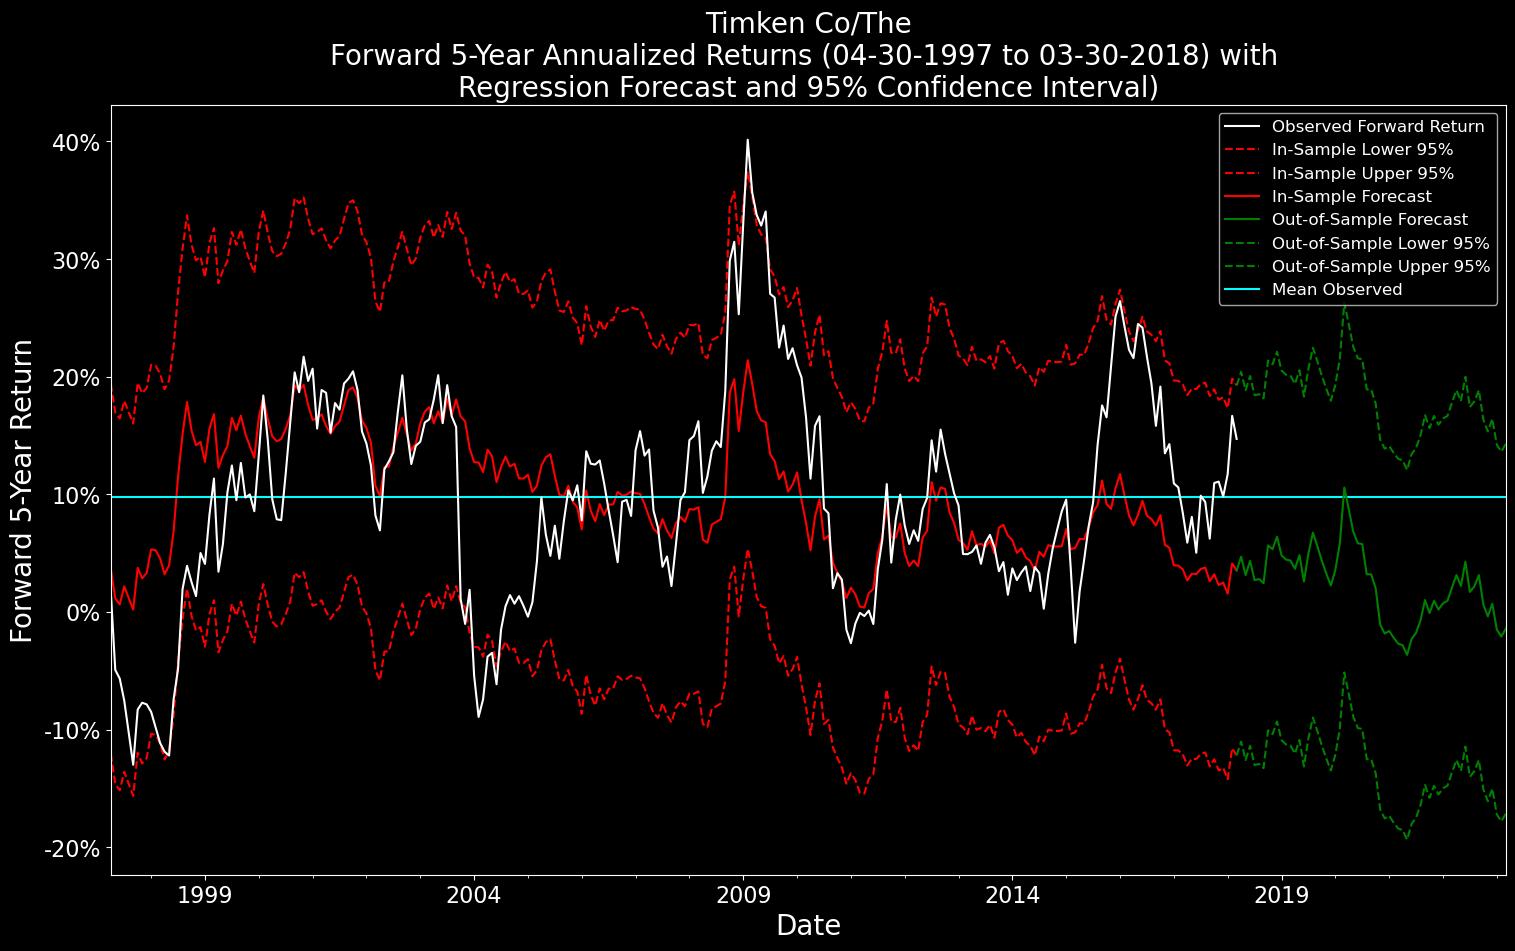 Timken Co/The
Forward 5-Year Annualized Returns (04-30-1997 to 03-30-2018) with
Regression Forecast and 95% Confidence Interval)
Observed Forward Return
In-Sample Lower 95%
In-Sample Upper 95%
In-Sample Forecast
Out-of-Sample Forecast
Out-of-Sample Lower 95%
Out-of-Sample Upper 95%
Mean Observed
Forward 5-Year Return
40%
30%
20%
10%
0%
-10%
-20%
1999
2004
2009
2014
2019
Date